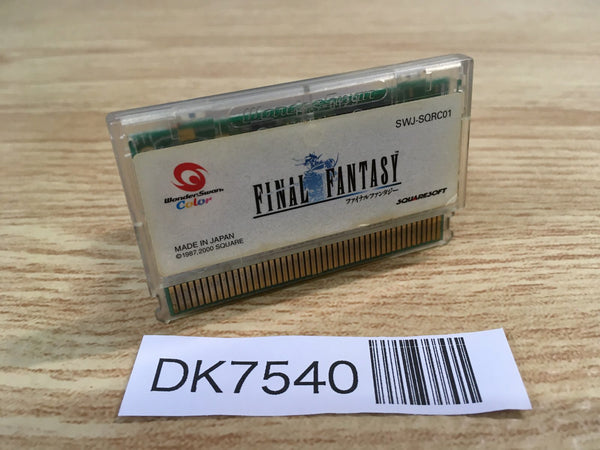 WonderSwan
SWJ-SQRC01
WonderSwan
Color
FINAL FANTASY
ファイナルファンタジー
SQUARESOFT
MADE IN JAPAN
©1987,2000 SQUARE
DK7540